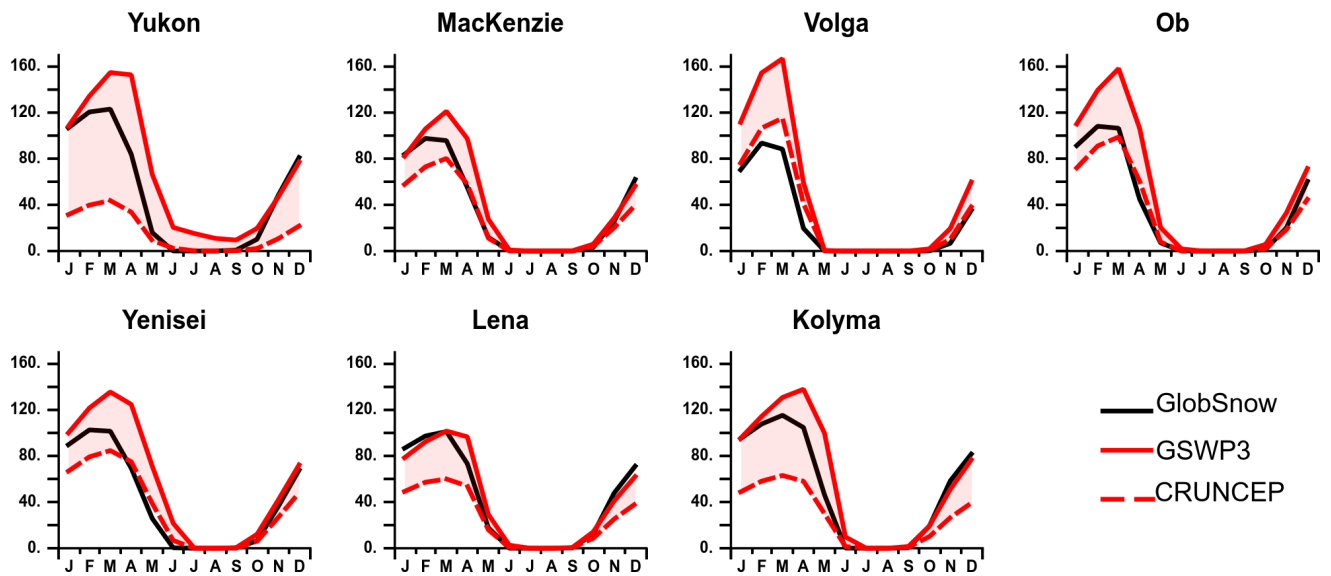 Yukon MacKenzie Volga Ob
160. 160. 160. 160.
120. 120. 120. 120.
80. 80. 80. 80.
40. 40. 40. 40.
0. 0. 0. 0.
J F M A M J J A S O N D J F M A M J J A S O N D J F M A M J J A S O N D J F M A M J J A S O N D
Yenisei Lena Kolyma
160. 160. 160.
120. 120. 120.
80. 80. 80.
40. 40. 40.
0. 0. 0.
J F M A M J J A S O N D J F M A M J J A S O N D J F M A M J J A S O N D
GlobSnow
GSWP3
CRUNCEP